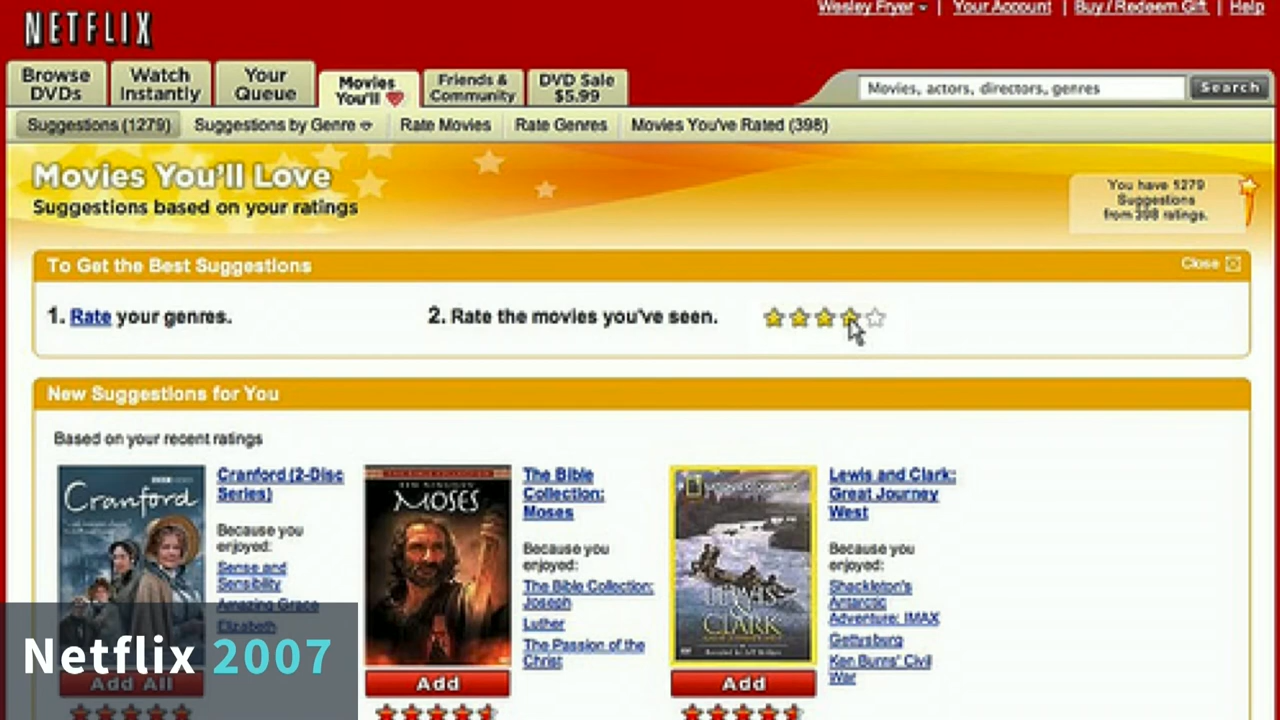 NETFLIX
Wesley Fryer | Your Account | Buy / Redeem Gift | Help
Browse DVDs
Watch Instantly
Your Queue
Movies You'll
Friends & Community
DVD Sale $5.99
Movies, actors, directors, genres
Search
Suggestions (1279)
Suggestions by Genre
Rate Movies
Rate Genres
Movies You've Rated (398)
Movies You'll Love
Suggestions based on your ratings
You have 1279
Suggestions
from 398 ratings.
To Get the Best Suggestions
Close
1. Rate your genres.
2. Rate the movies you've seen.
New Suggestions for You
Based on your recent ratings
Cranford
Cranford (2-Disc
Series)
Because you
enjoyed:
Sense and
Sensibility
Amazing Grace
Elizabeth
Add All
MOSES
The Bible
Collection:
Moses
Because you
enjoyed:
The Bible Collection:
Joseph
Luther
The Passion of the
Christ
Add
LEWIS
&
CLARK
Lewis and Clark:
Great Journey
West
Because you
enjoyed:
Shackleton's
Antarctic
Adventure: IMAX
Gettysburg
Ken Burns' Civil
War
Add
Netflix 2007